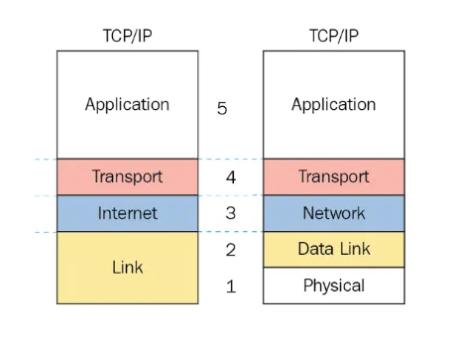 TCP/IP
TCP/IP
Application
5
Application
Transport
4
Transport
Internet
3
Network
Link
2
Data Link
1
Physical